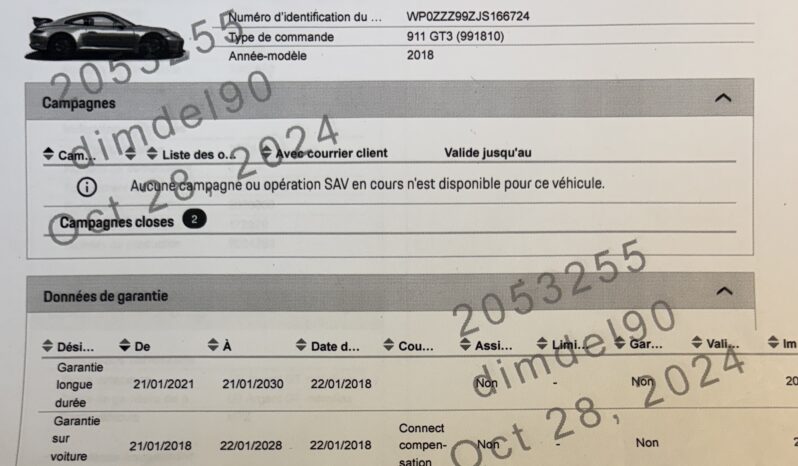 Numéro d'identification du ... WP0ZZZ99ZJS166724
Type de commande 911 GT3 (991810)
Année-modèle 2018
2053255
dimdel90
Oct 28, 2024
Campagnes
Cam... Liste des o... Avec courrier client Valide jusqu'au
Aucune campagne ou opération SAV en cours n'est disponible pour ce véhicule.
Campagnes closes 2
Données de garantie
2053255
dimdel90
Oct 28, 2024
Dési... De À Date d... Cou... Assi... Limi... Gar... Vali... Im
Garantie
longue
durée
21/01/2021 21/01/2030 22/01/2018 Non - Non - 20
Garantie
sur
voiture
21/01/2018 22/01/2028 22/01/2018
Connect
compen-
sation
Non - Non 2